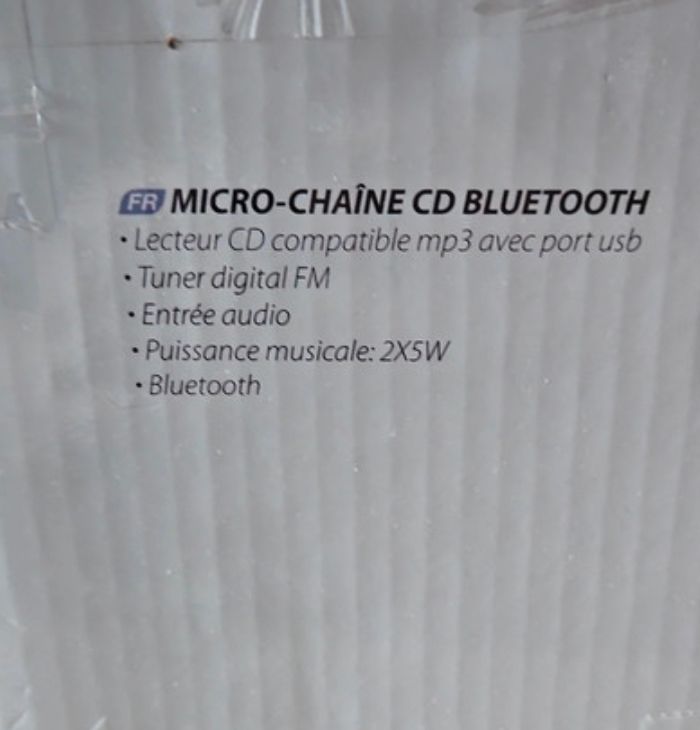 FR MICRO-CHAÎNE CD BLUETOOTH
• Lecteur CD compatible mp3 avec port usb
• Tuner digital FM
• Entrée audio
• Puissance musicale: 2X5W
• Bluetooth